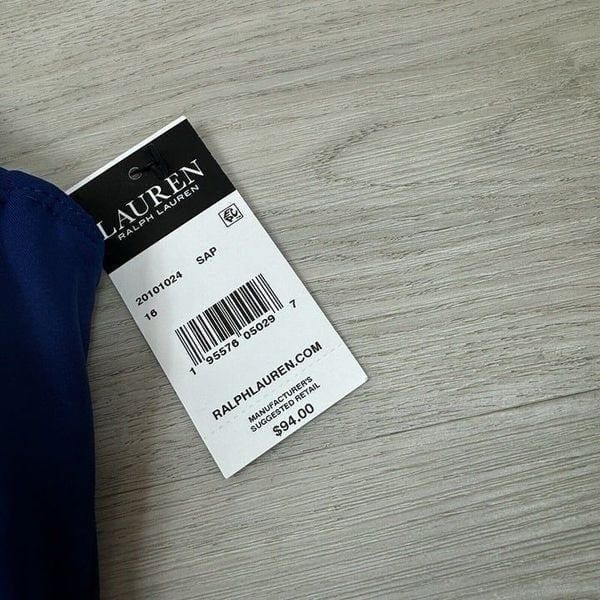 LAUREN
RALPH LAUREN
20101024 SAP
16
1 95576 05029 7
RALPHLAUREN.COM
MANUFACTURER'S
SUGGESTED RETAIL
$94.00